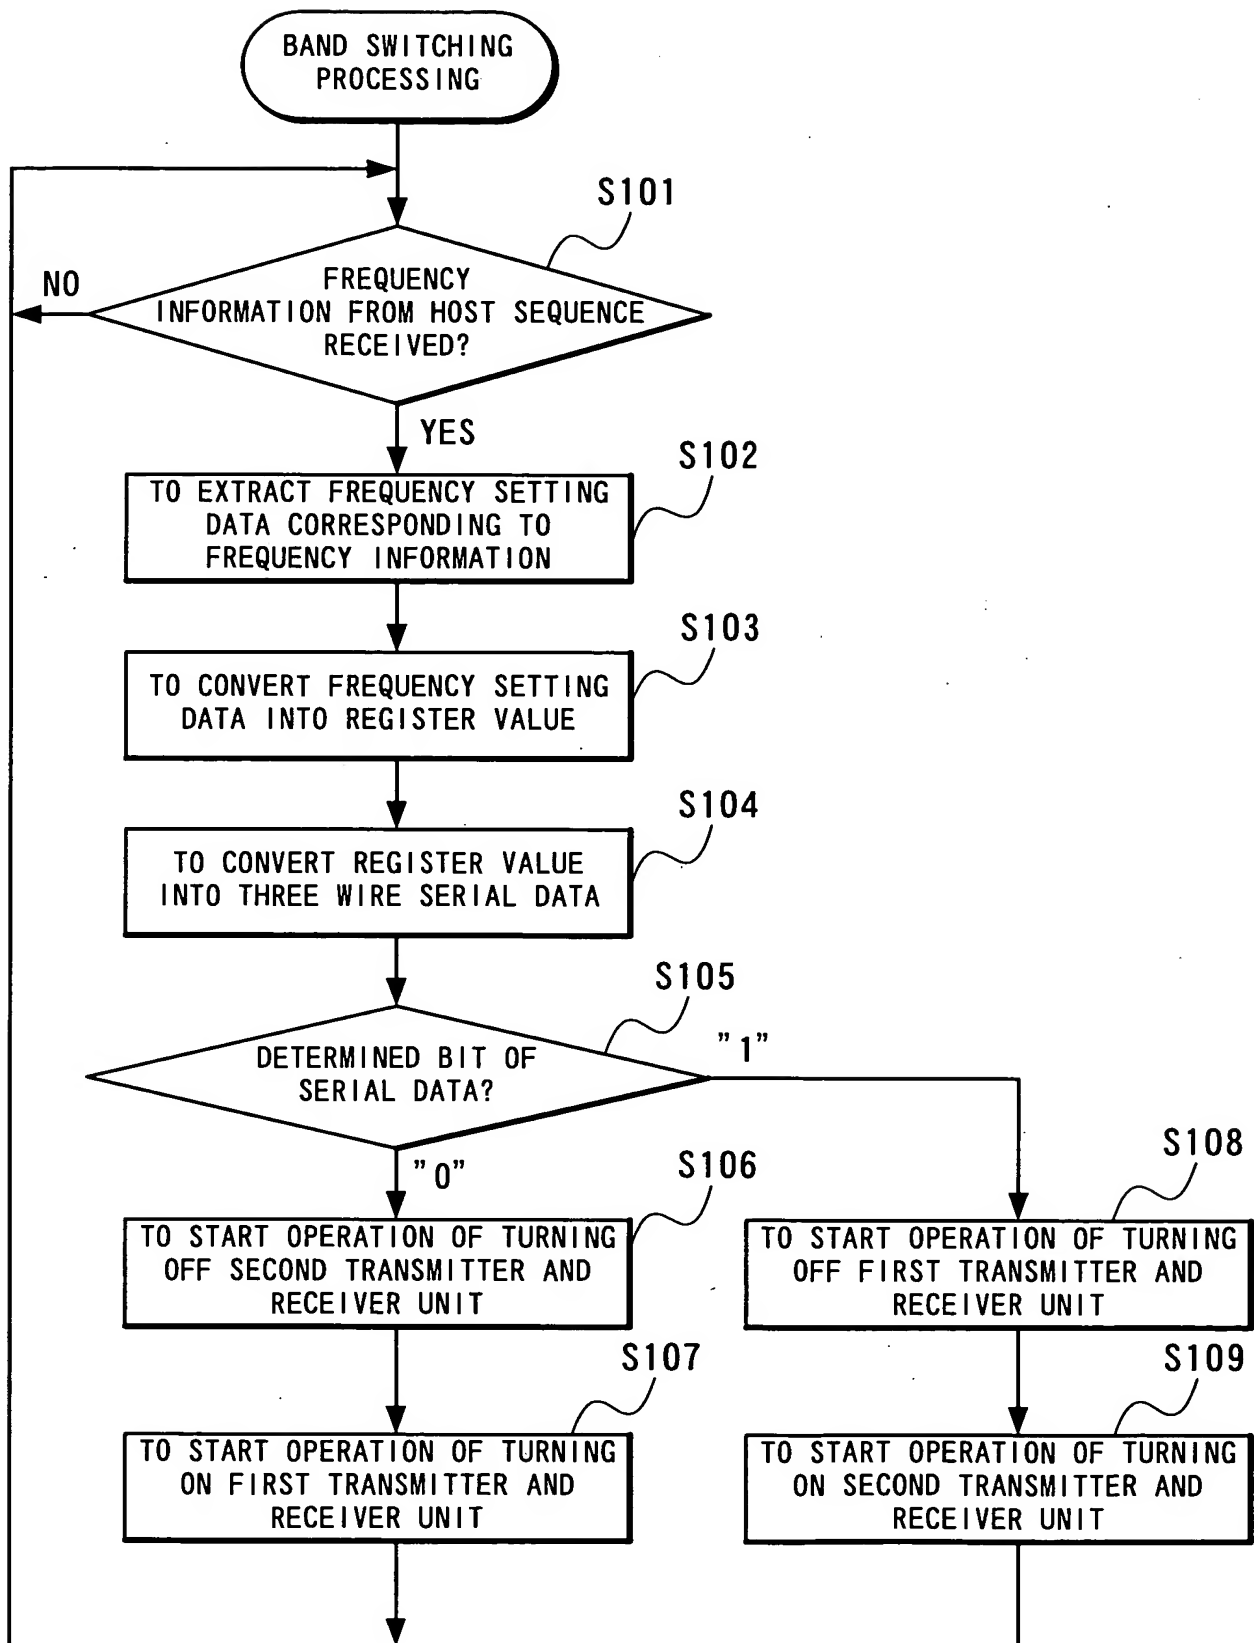 BAND SWITCHING
PROCESSING
S101
FREQUENCY
INFORMATION FROM HOST SEQUENCE
RECEIVED?
NO
YES
S102
TO EXTRACT FREQUENCY SETTING
DATA CORRESPONDING TO
FREQUENCY INFORMATION
S103
TO CONVERT FREQUENCY SETTING
DATA INTO REGISTER VALUE
S104
TO CONVERT REGISTER VALUE
INTO THREE WIRE SERIAL DATA
S105
DETERMINED BIT OF
SERIAL DATA?
"1"
"0"
S106
TO START OPERATION OF TURNING
OFF SECOND TRANSMITTER AND
RECEIVER UNIT
S108
TO START OPERATION OF TURNING
OFF FIRST TRANSMITTER AND
RECEIVER UNIT
S107
TO START OPERATION OF TURNING
ON FIRST TRANSMITTER AND
RECEIVER UNIT
S109
TO START OPERATION OF TURNING
ON SECOND TRANSMITTER AND
RECEIVER UNIT